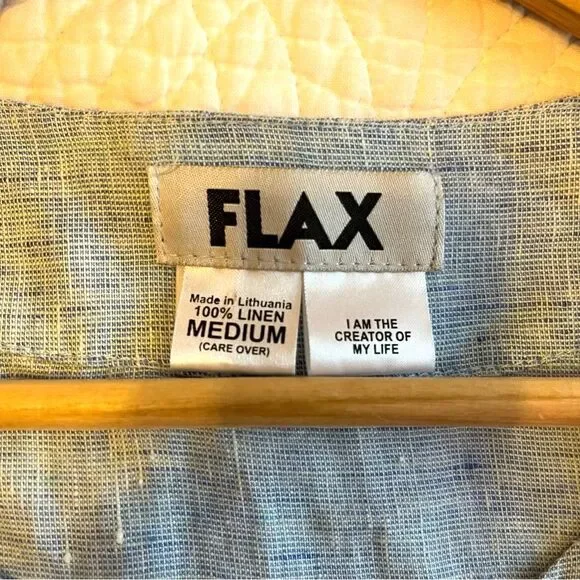 FLAX
Made in Lithuania
100% LINEN
MEDIUM
(CARE OVER)
I AM THE
CREATOR OF
MY LIFE